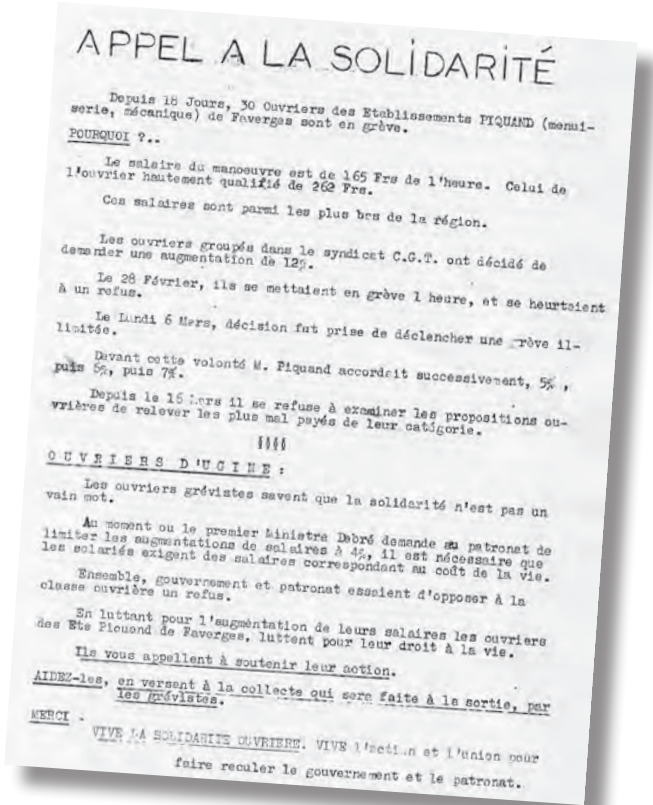 APPEL A LA SOLIDARITÉ
Depuis 18 Jours, 30 Ouvriers des Etablissements PIQUAND (menui-
serie, mécanique) de Faverges sont en grève.
POURQUOI ?..
Le salaire du manoeuvre est de 165 Frs de l'heure. Celui de
l'ouvrier hautement qualifié de 262 Frs.
Ces salaires sont parmi les plus bas de la région.
Les ouvriers groupés dans le syndicat C.G.T. ont décidé de
demander une augmentation de 12%.
Le 28 Février, ils se mettaient en grève 1 heure, et se heurtaient
à un refus.
Le Lundi 6 Mars, décision fut prise de déclencher une grève il-
limitée.
Devant cette volonté M. Piquand accordait successivement, 5% ,
puis 6%, puis 7%.
Depuis le 16 Mars il se refuse à examiner les propositions ou-
vrières de relever les plus mal payés de leur catégorie.
§§§§
OUVRIERS D'UGINE :
Les ouvriers grévistes savent que la solidarité n'est pas un
vain mot.
Au moment ou le premier Ministre Debré demande au patronat de
limiter les augmentations de salaires à 4%, il est nécessaire que
les salariés exigent des salaires correspondant au coût de la vie.
Ensemble, gouvernement et patronat essaient d'opposer à la
classe ouvrière un refus.
En luttant pour l'augmentation de leurs salaires les ouvriers
des Ets Picuand de Faverges, luttent pour leur droit à la vie.
Ils vous appellent à soutenir leur action.
AIDEZ-les, en versant à la collecte qui sera faite à la sortie, par
les grévistes.
MERCI -
VIVE LA SOLIDARITE OUVRIERE. VIVE l'action et l'union pour
faire reculer le gouvernement et le patronat.